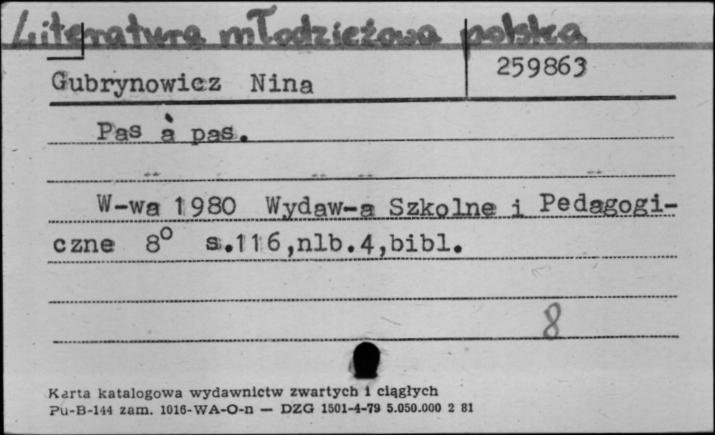 Literatura młodzieżowa polska
259863
Gubrynowicz Nina
Pas à pas.
W-wa 1980 Wydaw-a Szkolne i Pedagogi-
czne 8° s.116,nlb.4,bibl.
8
Karta katalogowa wydawnictw zwartych i ciągłych
Pu-B-144 zam. 1016-WA-O-n — DZG 1501-4-79 5.050.000 2 81